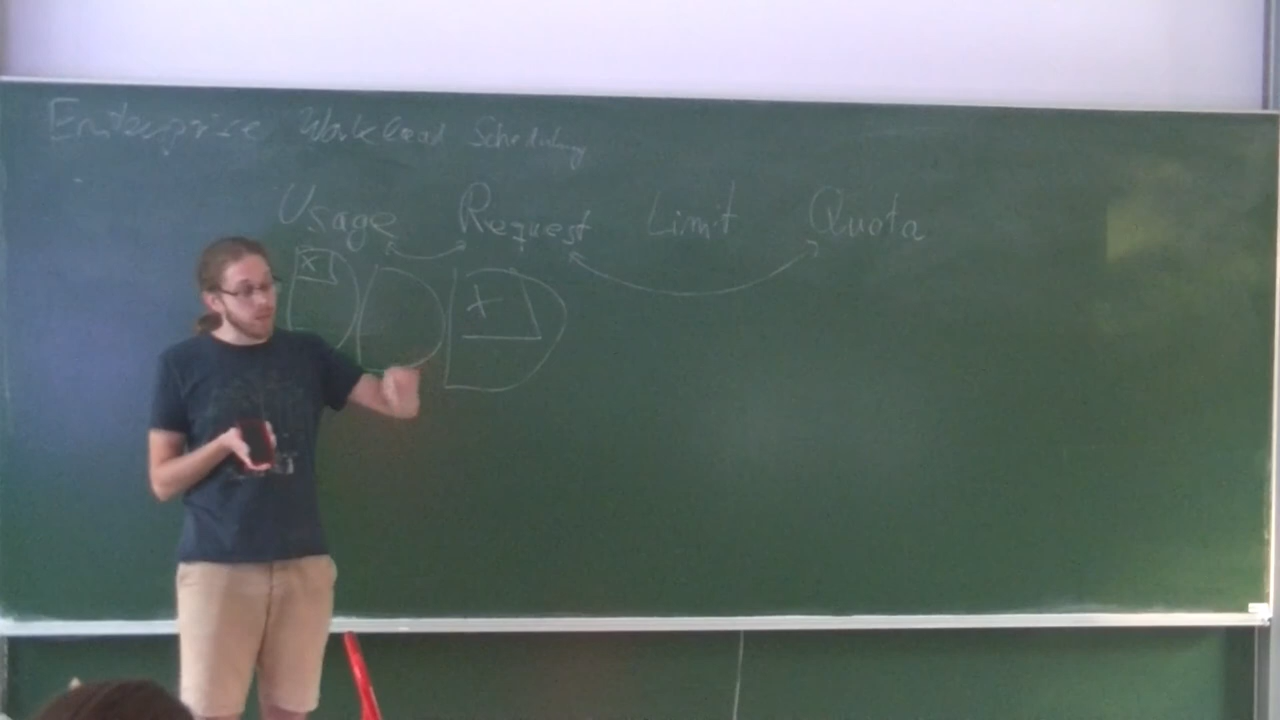 Enterprise Workload Scheduling
Usage Request Limit Quota
X
X